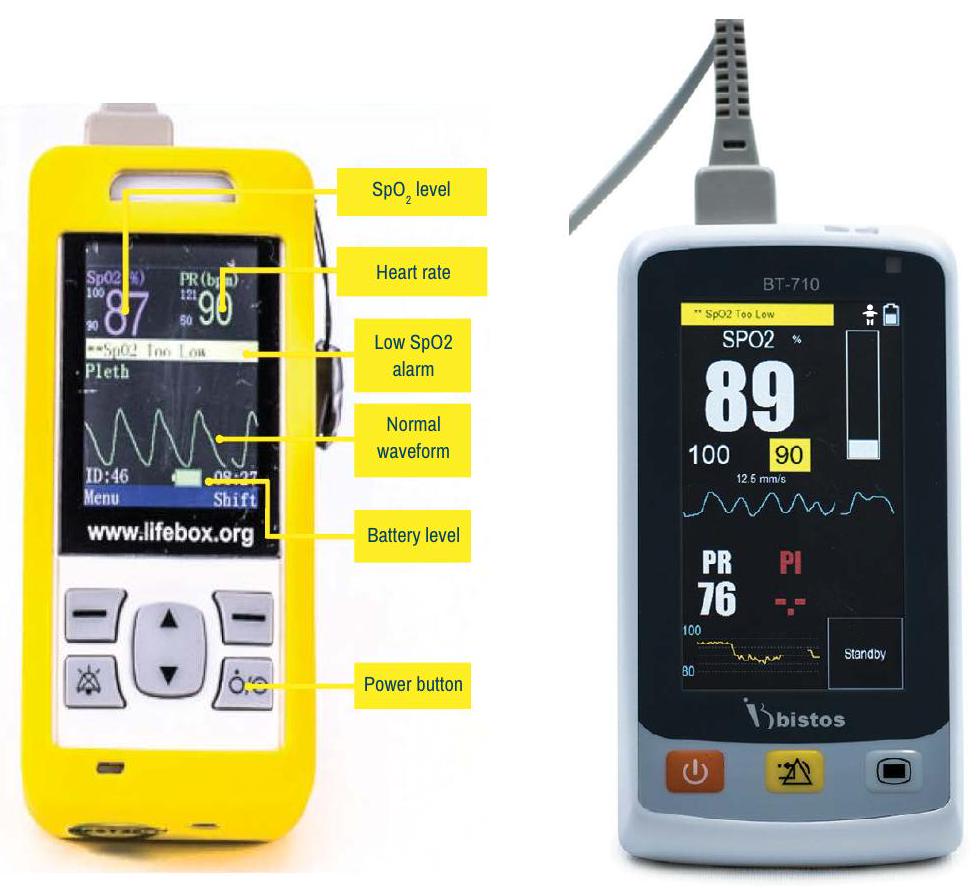 SpO2 level
Heart rate
Low SpO2
alarm
Normal
waveform
Battery level
Power button
SpO2(%)
PR(bpm)
100
87
90
121
90
50
**SpO2 Too Low
Pleth
ID:46
08:27
Menu
Shift
www.lifebox.org
BT-710
** SpO2 Too Low
SPO2 %
89
100
90
12.5 mm/s
PR
PI
76
-.-
100
80
Standby
bistos